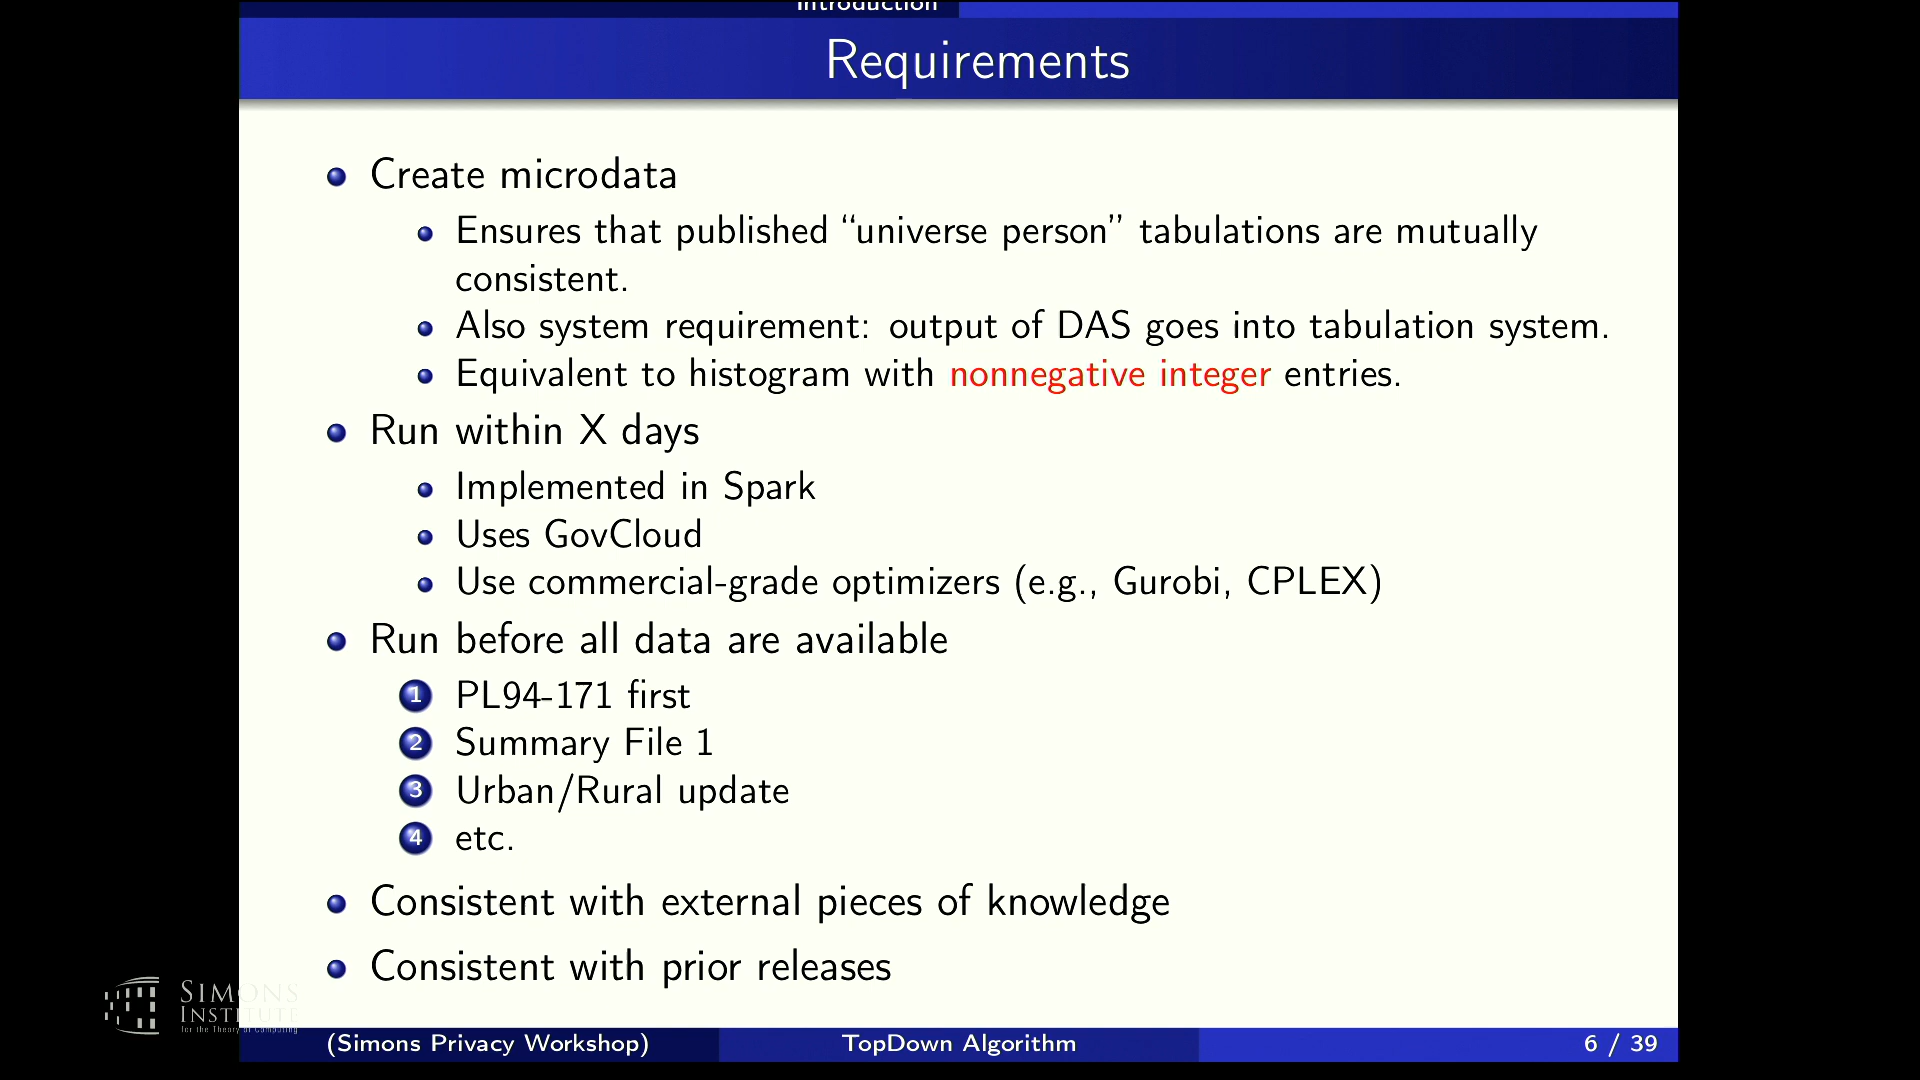 Introduction
Requirements
Create microdata
Ensures that published “universe person” tabulations are mutually
consistent.
Also system requirement: output of DAS goes into tabulation system.
Equivalent to histogram with nonnegative integer entries.
Run within X days
Implemented in Spark
Uses GovCloud
Use commercial-grade optimizers (e.g., Gurobi, CPLEX)
Run before all data are available
1 PL94-171 first
2 Summary File 1
3 Urban/Rural update
4 etc.
Consistent with external pieces of knowledge
Consistent with prior releases
SIMONS
INSTITUTE
for the Theory of Computing
(Simons Privacy Workshop) TopDown Algorithm 6 / 39